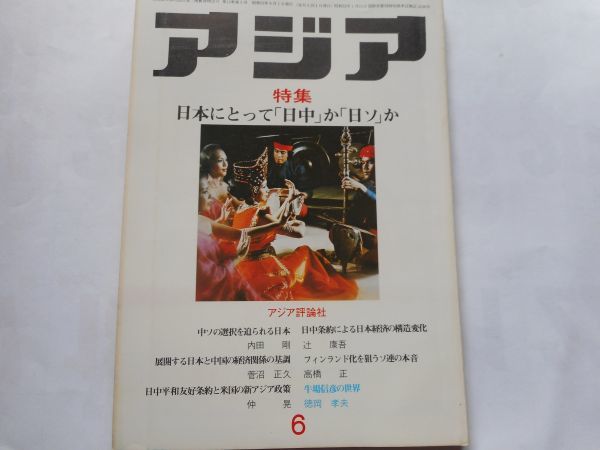 アジア
特集
日本にとって「日中」か「日ソ」か
アジア評論社
中ソの選択を迫られる日本
内田 剛
日中条約による日本経済の構造変化
辻 康吾
展開する日本と中国の経済関係の基調
菅沼 正久
フィンランド化を狙うソ連の本音
高橋 正
日中平和友好条約と米国の新アジア政策
仲 晃
牛場信彦の世界
徳岡 孝夫
6